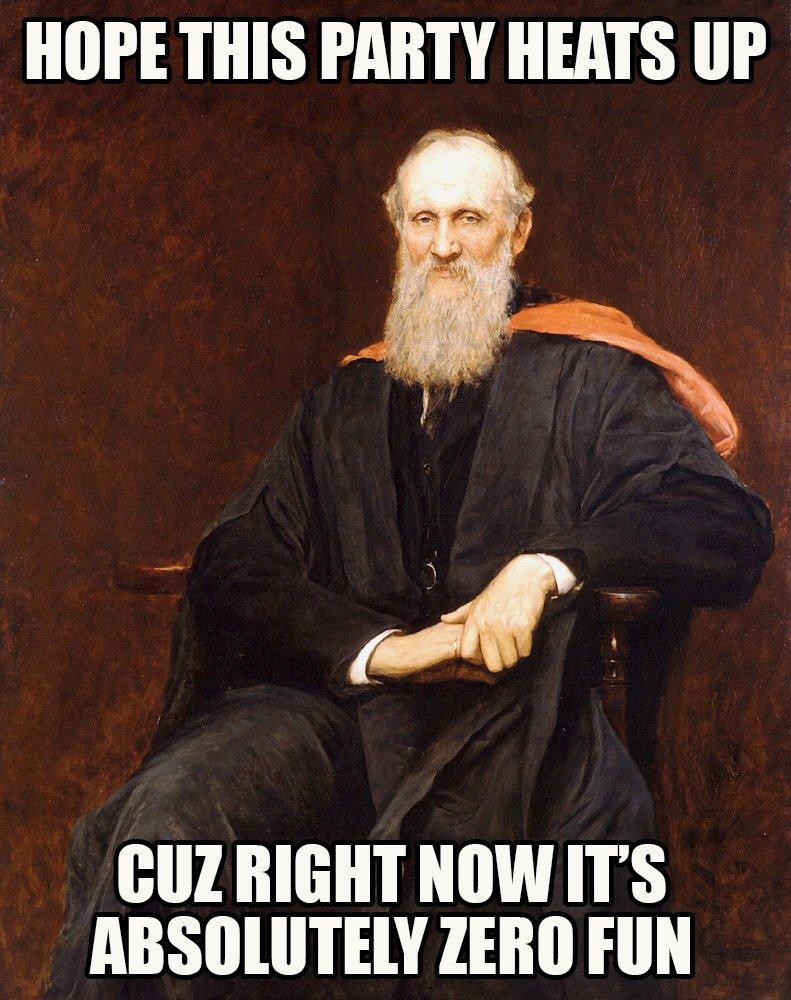 HOPE THIS PARTY HEATS UP
CUZ RIGHT NOW IT’S
ABSOLUTELY ZERO FUN